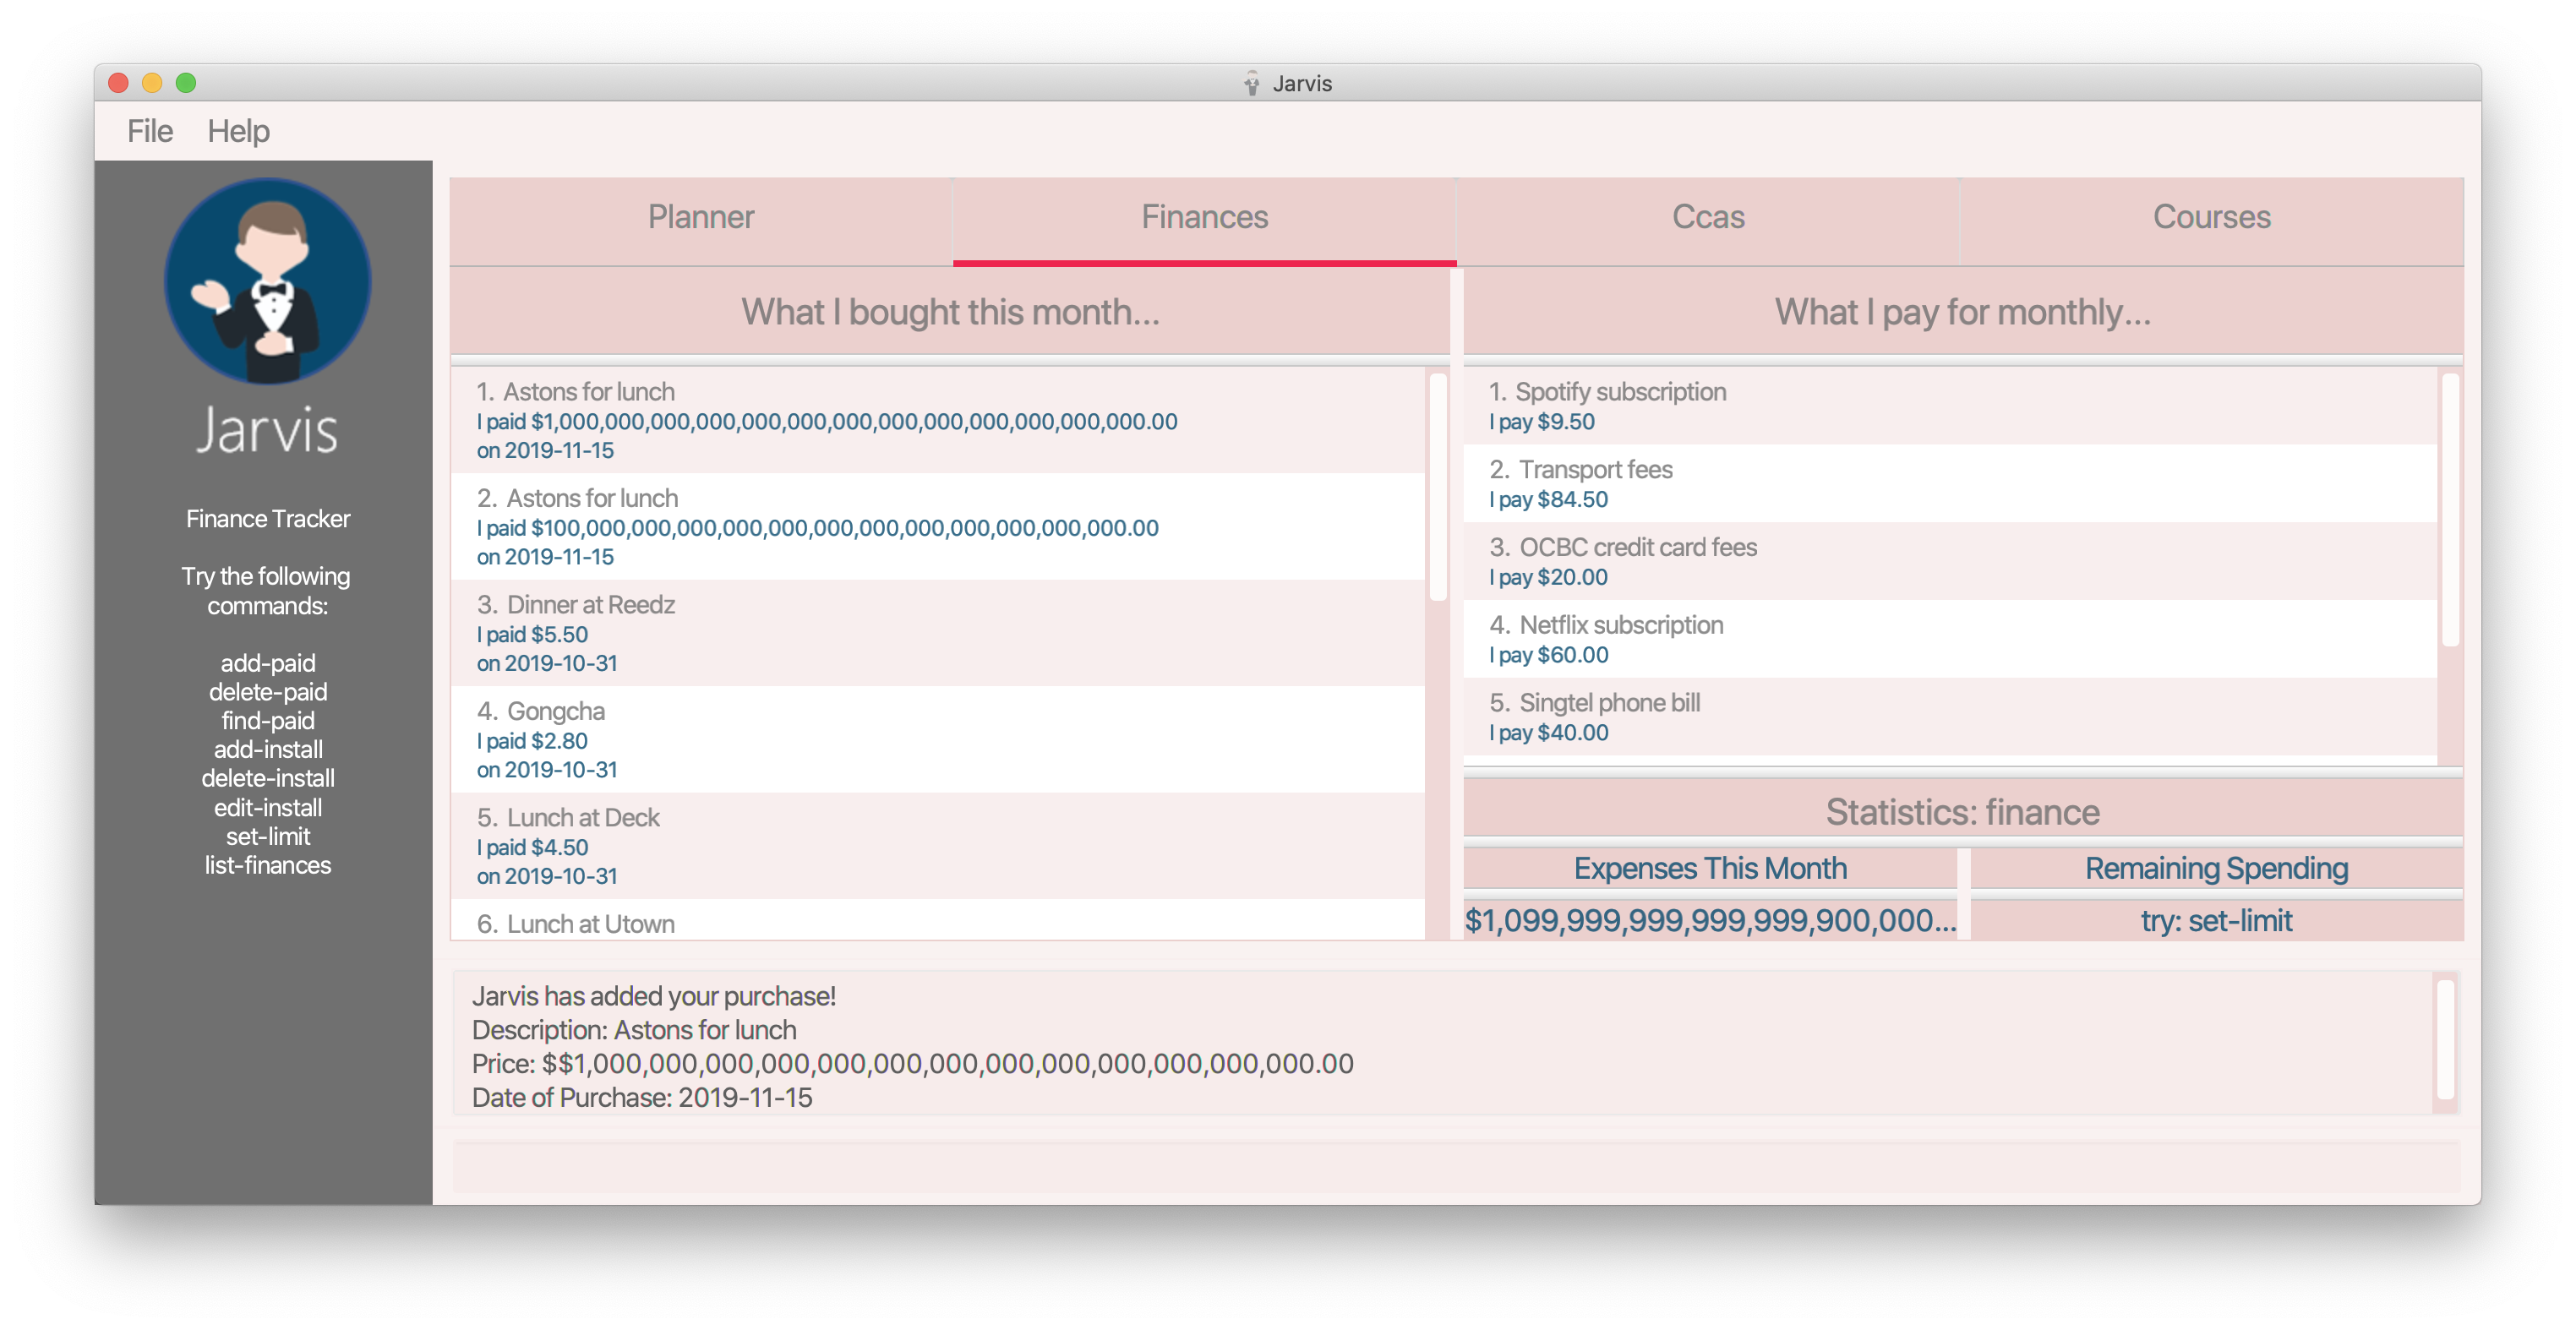 Jarvis
File Help
Jarvis
Finance Tracker
Try the following
commands:
add-paid
delete-paid
find-paid
add-install
delete-install
edit-install
set-limit
list-finances
Planner Finances Ccas Courses
What I bought this month...
1. Astons for lunch
I paid $1,000,000,000,000,000,000,000,000,000,000,000,000,000,000.00
on 2019-11-15
2. Astons for lunch
I paid $100,000,000,000,000,000,000,000,000,000,000,000,000.00
on 2019-11-15
3. Dinner at Reedz
I paid $5.50
on 2019-10-31
4. Gongcha
I paid $2.80
on 2019-10-31
5. Lunch at Deck
I paid $4.50
on 2019-10-31
6. Lunch at Utown
What I pay for monthly...
1. Spotify subscription
I pay $9.50
2. Transport fees
I pay $84.50
3. OCBC credit card fees
I pay $20.00
4. Netflix subscription
I pay $60.00
5. Singtel phone bill
I pay $40.00
Statistics: finance
Expenses This Month Remaining Spending
$1,099,999,999,999,999,900,000... try: set-limit
Jarvis has added your purchase!
Description: Astons for lunch
Price: $$1,000,000,000,000,000,000,000,000,000,000,000,000,000,000.00
Date of Purchase: 2019-11-15